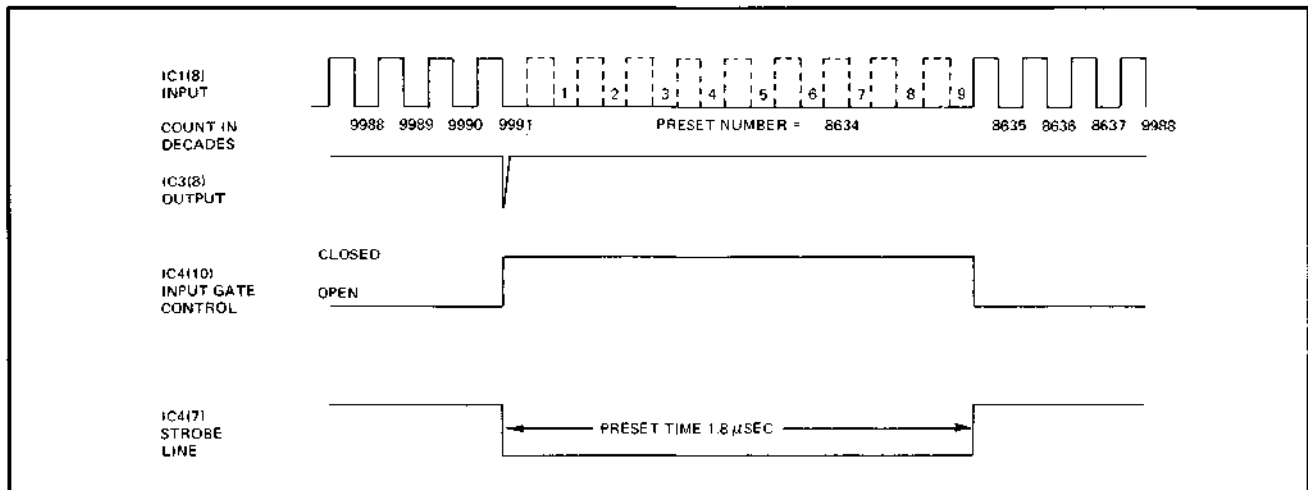 IC1(8)
INPUT
1 2 3 4 5 6 7 8 9
COUNT IN
DECADES
9988 9989 9990 9991 PRESET NUMBER = 8634 8635 8636 8637 9988
IC3(8)
OUTPUT
CLOSED
IC4(10)
INPUT GATE
CONTROL
OPEN
IC4(7)
STROBE
LINE
PRESET TIME 1.8 µSEC